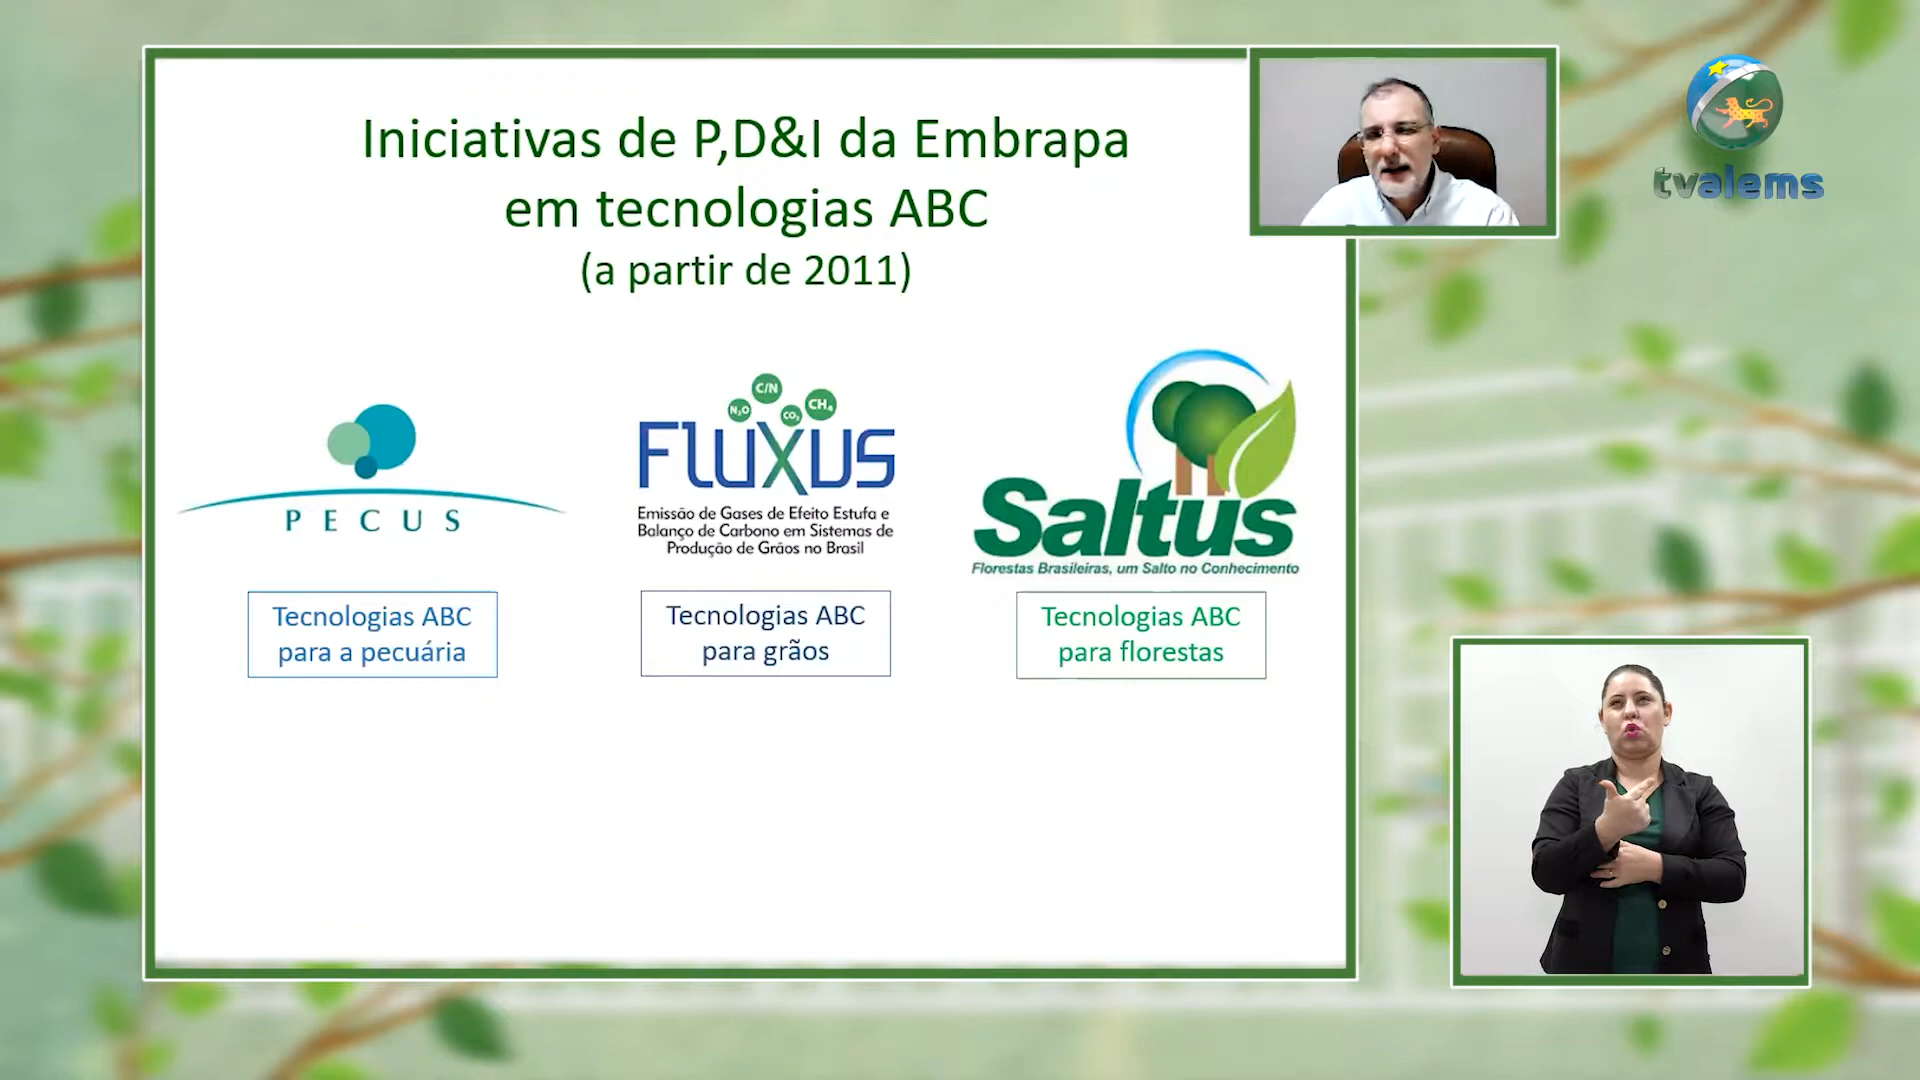 Iniciativas de P,D&I da Embrapa
em tecnologias ABC
(a partir de 2011)
tvalems
PECUS
Tecnologias ABC
para a pecuária
C/N
N₂O
CO₂
CH₄
FLUXUS
Emissão de Gases de Efeito Estufa e
Balanço de Carbono em Sistemas de
Produção de Grãos no Brasil
Tecnologias ABC
para grãos
Saltus
Florestas Brasileiras, um Salto no Conhecimento
Tecnologias ABC
para florestas